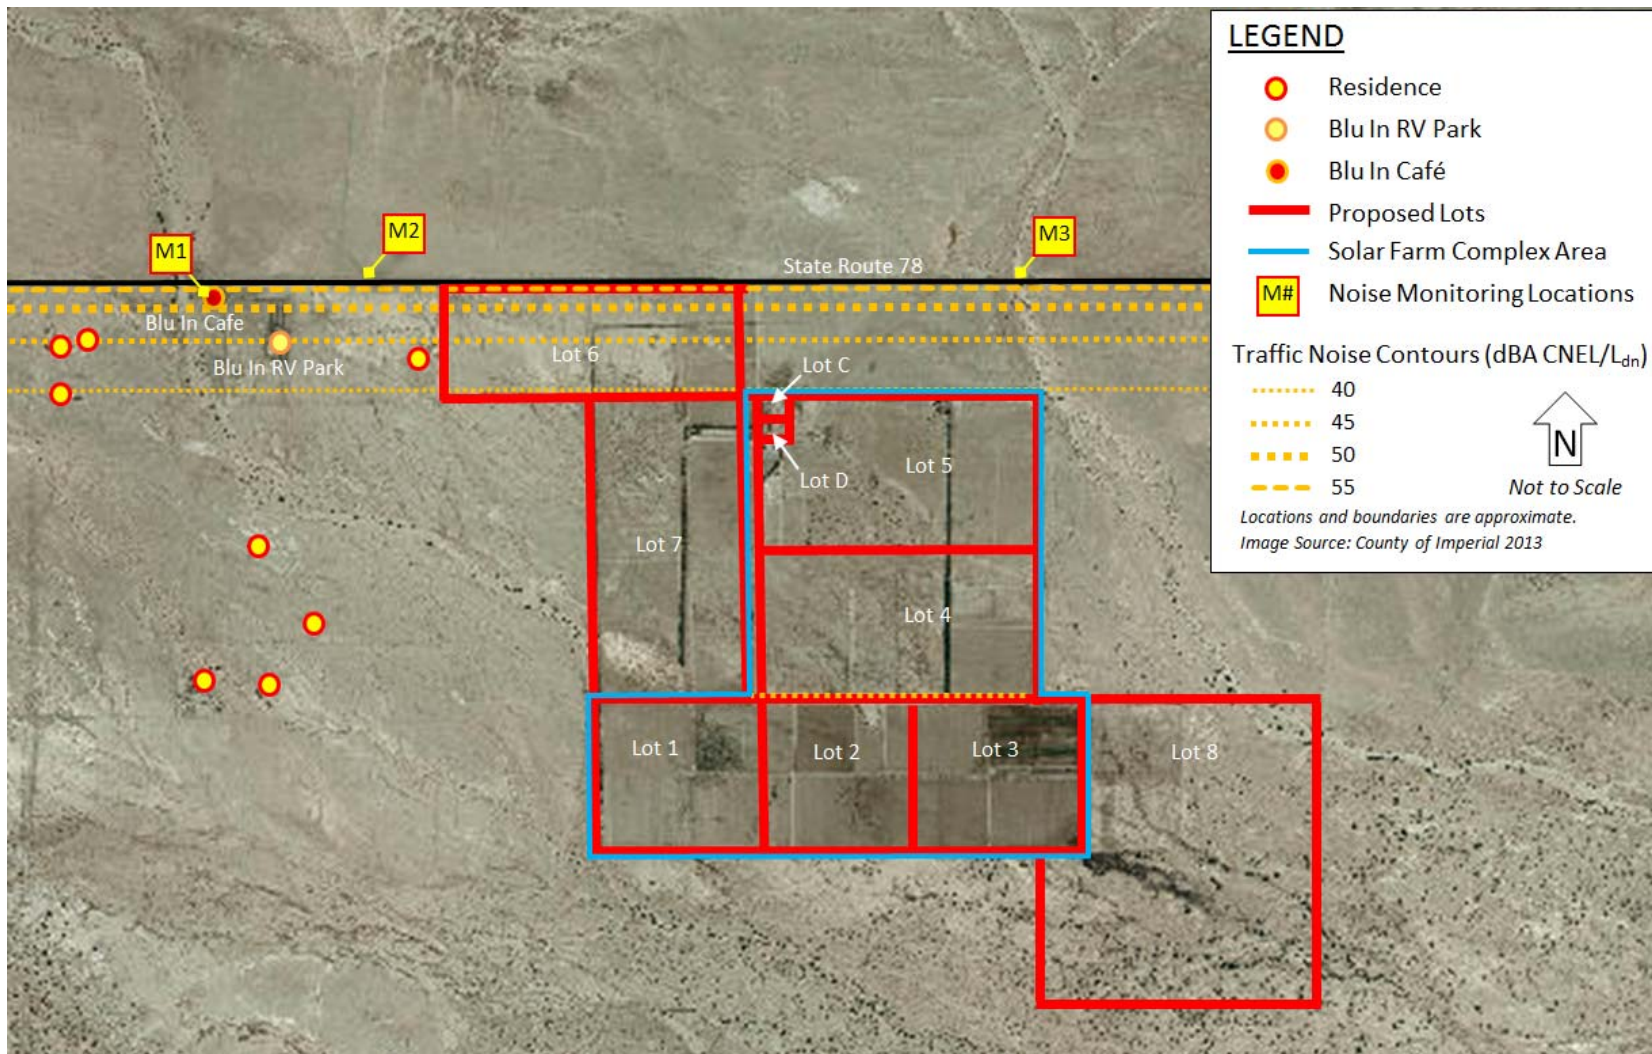 LEGEND
Residence
Blu In RV Park
Blu In Café
Proposed Lots
Solar Farm Complex Area
M#
Noise Monitoring Locations
Traffic Noise Contours (dBA CNEL/Ldn)
40
45
50
55
N
Not to Scale
Locations and boundaries are approximate.
Image Source: County of Imperial 2013
M1
M2
M3
State Route 78
Blu In Cafe
Blu In RV Park
Lot 6
Lot C
Lot 5
Lot D
Lot 7
Lot 4
Lot 1
Lot 2
Lot 3
Lot 8